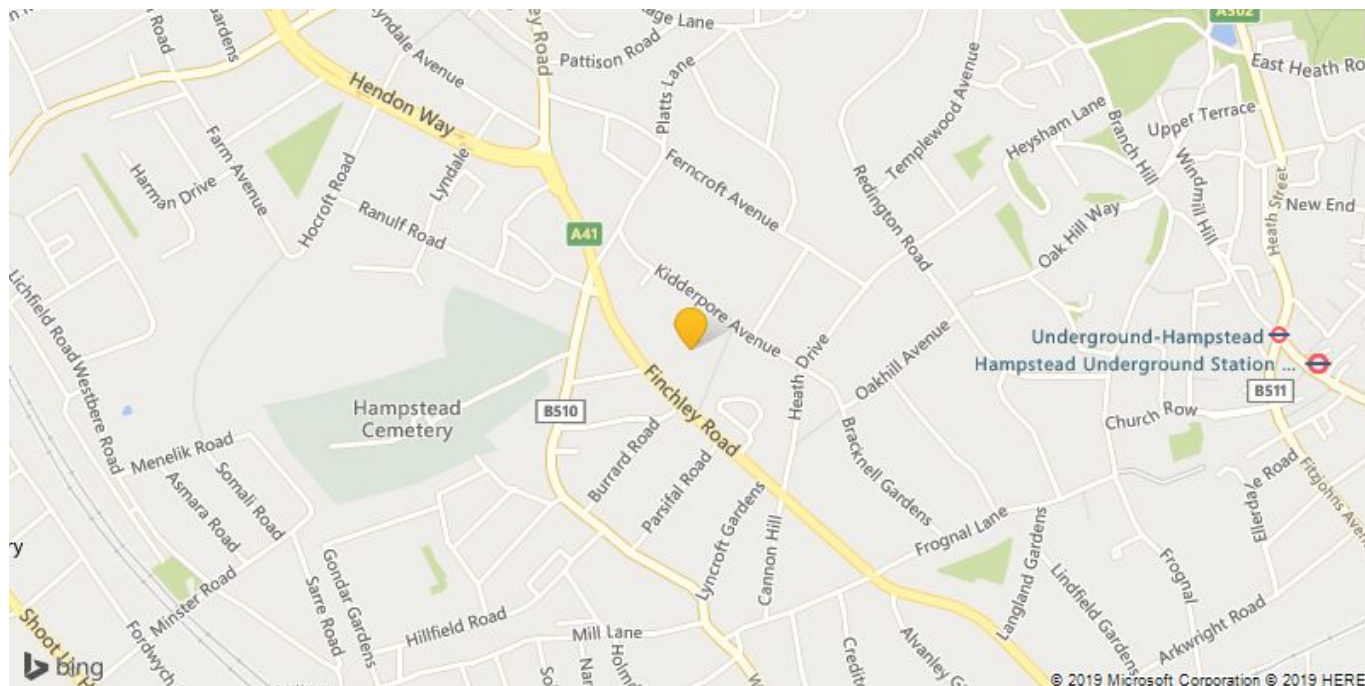 A502
Lyndale Avenue
Gardens
Road
Pattison Road
Lane
East Heath Ro
Hendon Way
Platts Lane
Templewood Avenue
Heysham Lane
Branch Hill
Upper Terrace
Windmill Hill
Heath Street
Harman Drive
Farm Avenue
Hocroft Road
Lyndale
Ferncroft Avenue
Redington Road
New End
Ranulf Road
A41
Oak Hill Way
Lichfield Road
Kidderpore Avenue
Underground-Hampstead
Hampstead Underground Station ...
Westbere Road
Finchley Road
Heath Drive
Oakhill Avenue
B511
Hampstead
Cemetery
B510
Church Row
Menelik Road
Burrard Road
Parsifal Road
Bracknell Gardens
Fitzjohns Aven
Ellerdale Road
Asmara Road
Somali Road
Lyncroft Gardens
Cannon Hill
Frognal Lane
Langland Gardens
ry
Gondar Gardens
Sarre Road
Minster Road
Lindfield Gardens
Frognal
Shoot
Fordwych
Hillfield Road
Mill Lane
Alvanley
Arkwright Road
bing
© 2019 Microsoft Corporation © 2019 HERE